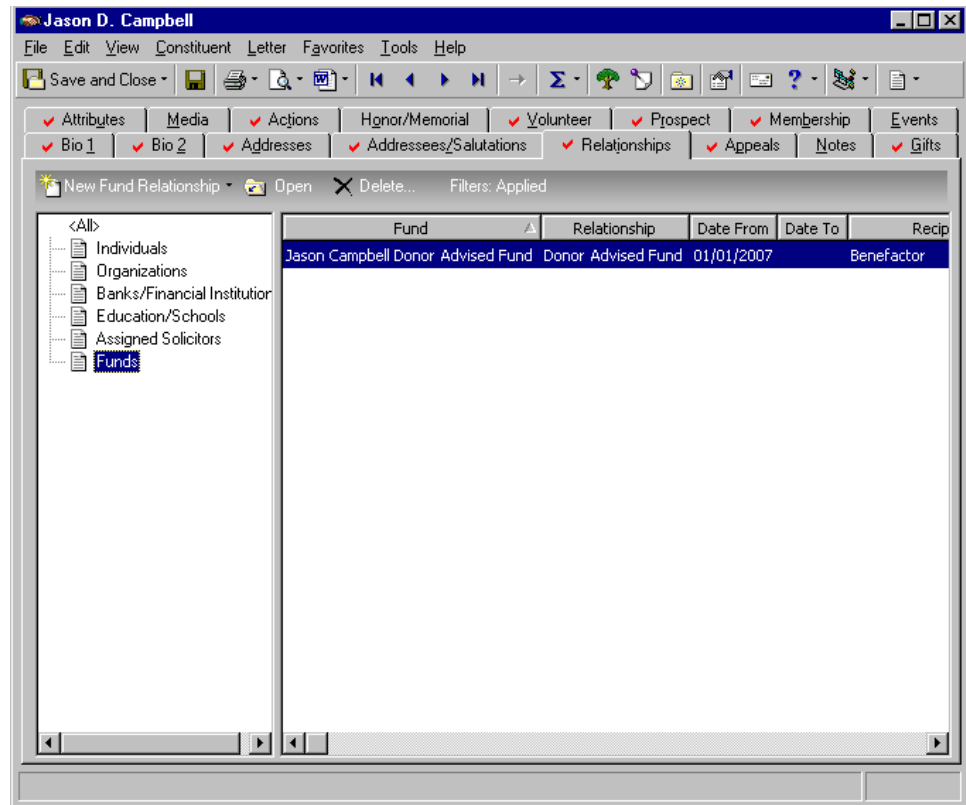 Jason D. Campbell
File Edit View Constituent Letter Favorites Tools Help
Save and Close Σ ?
Attributes Media Actions Honor/Memorial Volunteer Prospect Membership Events
Bio 1 Bio 2 Addresses Addressees/Salutations Relationships Appeals Notes Gifts
New Fund Relationship Open Delete... Filters: Applied
<All> Fund Relationship Date From Date To Recip
Individuals
Jason Campbell Donor Advised Fund Donor Advised Fund 01/01/2007 Benefactor
Organizations
Banks/Financial Institution
Education/Schools
Assigned Solicitors
Funds